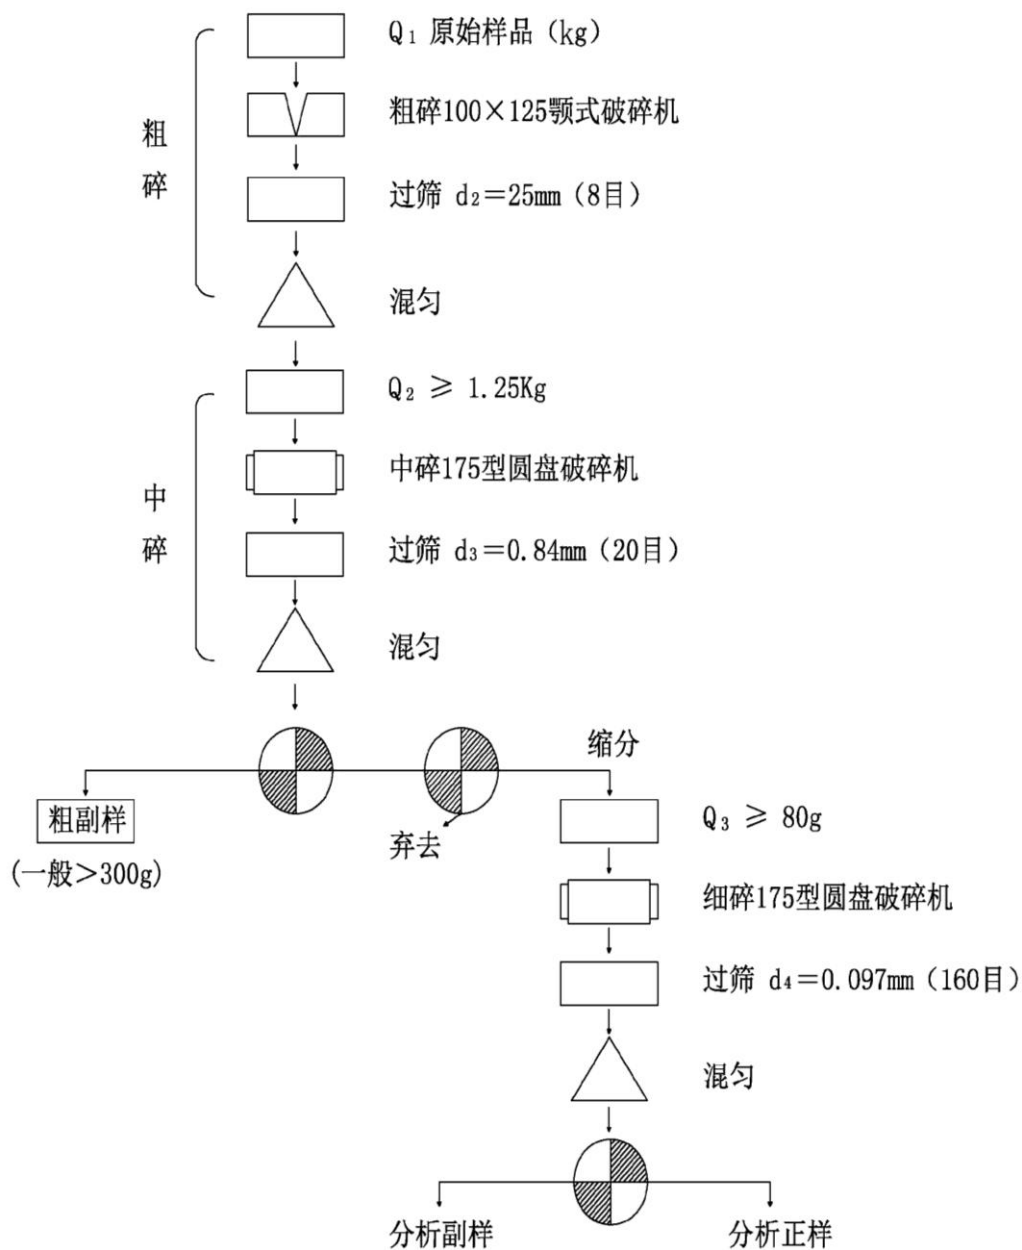 Q₁ 原始样品（kg）
粗碎100×125颚式破碎机
粗碎
过筛 d₂＝25mm（8目）
混匀
Q₂ ≥ 1.25Kg
中碎175型圆盘破碎机
中碎
过筛 d₃＝0.84mm（20目）
混匀
缩分
粗副样
(一般＞300g)
弃去
Q₃ ≥ 80g
细碎175型圆盘破碎机
过筛 d₄＝0.097mm（160目）
混匀
分析副样
分析正样